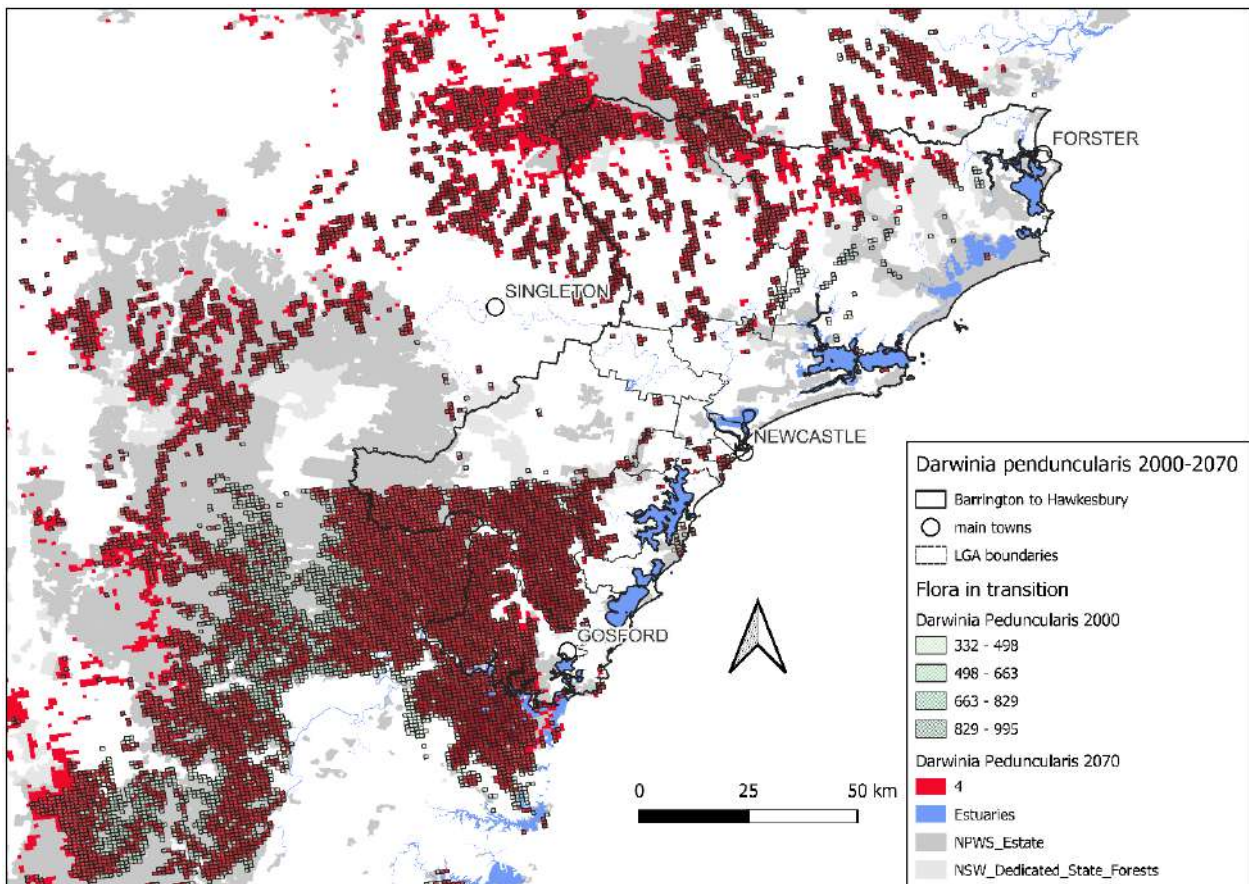 FORSTER
SINGLETON
NEWCASTLE
GOSFORD
0 25 50 km
Darwinia penduncularis 2000-2070
Barrington to Hawkesbury
main towns
LGA boundaries
Flora in transition
Darwinia Peduncularis 2000
332 - 498
498 - 663
663 - 829
829 - 995
Darwinia Peduncularis 2070
4
Estuaries
NPWS_Estate
NSW_Dedicated_State_Forests